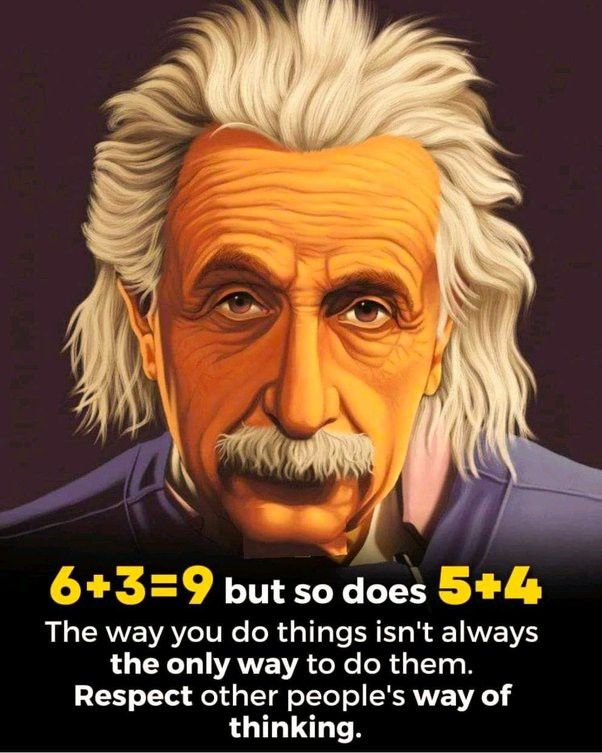 6+3=9 but so does 5+4
The way you do things isn't always
the only way to do them.
Respect other people's way of
thinking.